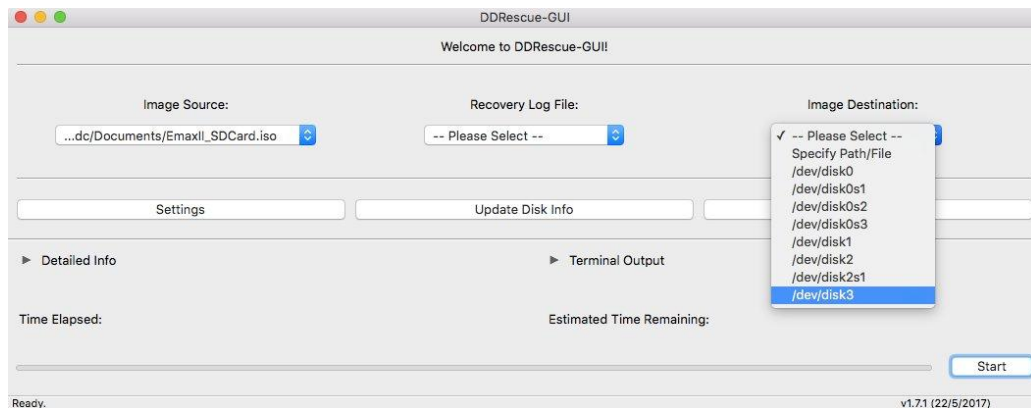 DDRescue-GUI
Welcome to DDRescue-GUI!
Image Source:
Recovery Log File:
Image Destination:
...dc/Documents/EmaxII_SDCard.iso
-- Please Select --
✓ -- Please Select --
Specify Path/File
/dev/disk0
/dev/disk0s1
/dev/disk0s2
/dev/disk0s3
/dev/disk1
/dev/disk2
/dev/disk2s1
/dev/disk3
Settings
Update Disk Info
Detailed Info
Terminal Output
Time Elapsed:
Estimated Time Remaining:
Start
Ready.
v1.7.1 (22/5/2017)